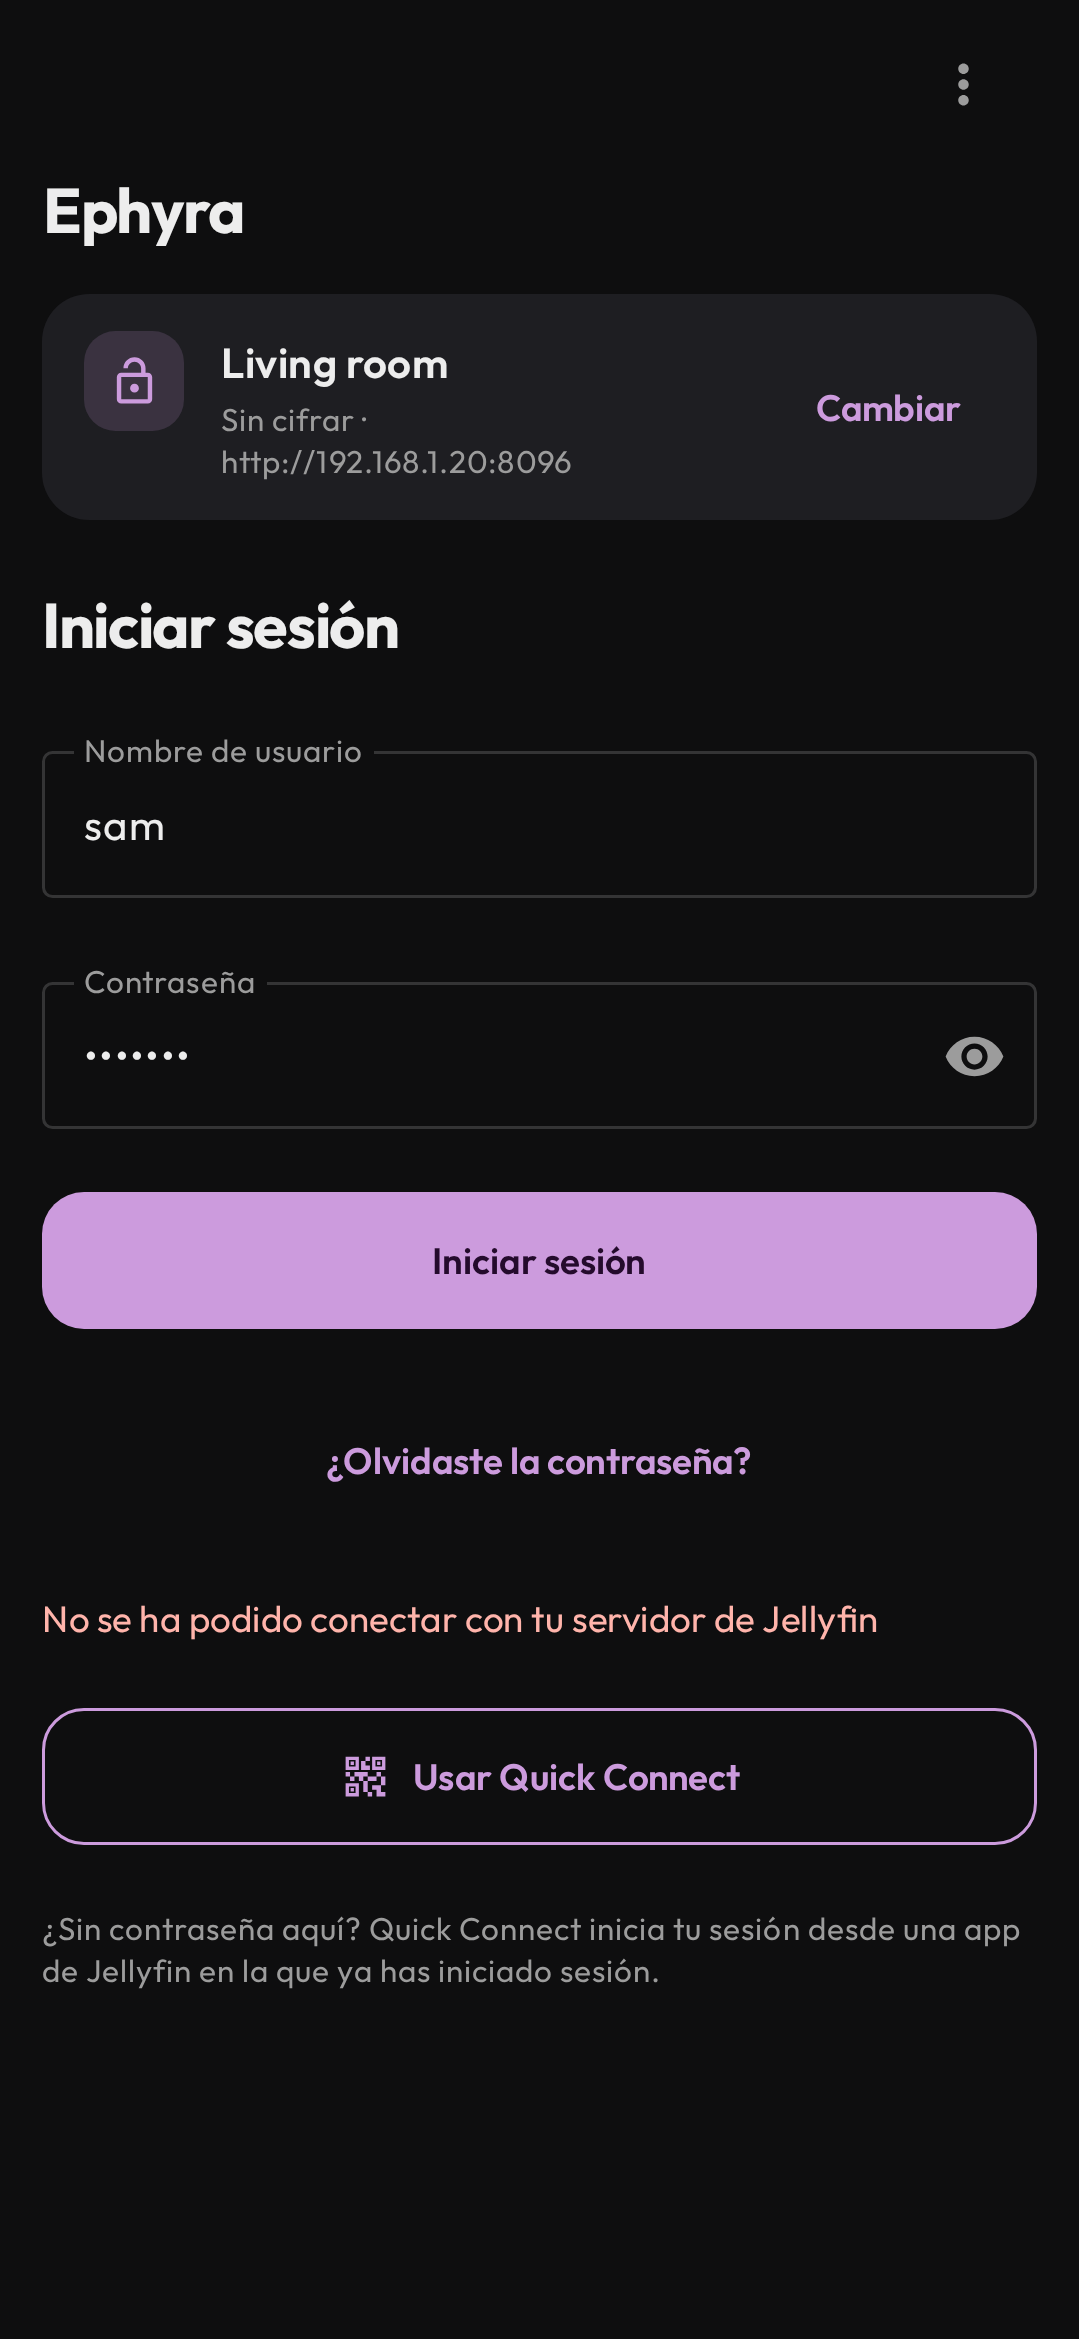 Ephyra
Living room
Sin cifrar ·
http://192.168.1.20:8096
Cambiar
Iniciar sesión
Nombre de usuario
sam
Contraseña
•••••••
Iniciar sesión
¿Olvidaste la contraseña?
No se ha podido conectar con tu servidor de Jellyfin
Usar Quick Connect
¿Sin contraseña aquí? Quick Connect inicia tu sesión desde una app
de Jellyfin en la que ya has iniciado sesión.